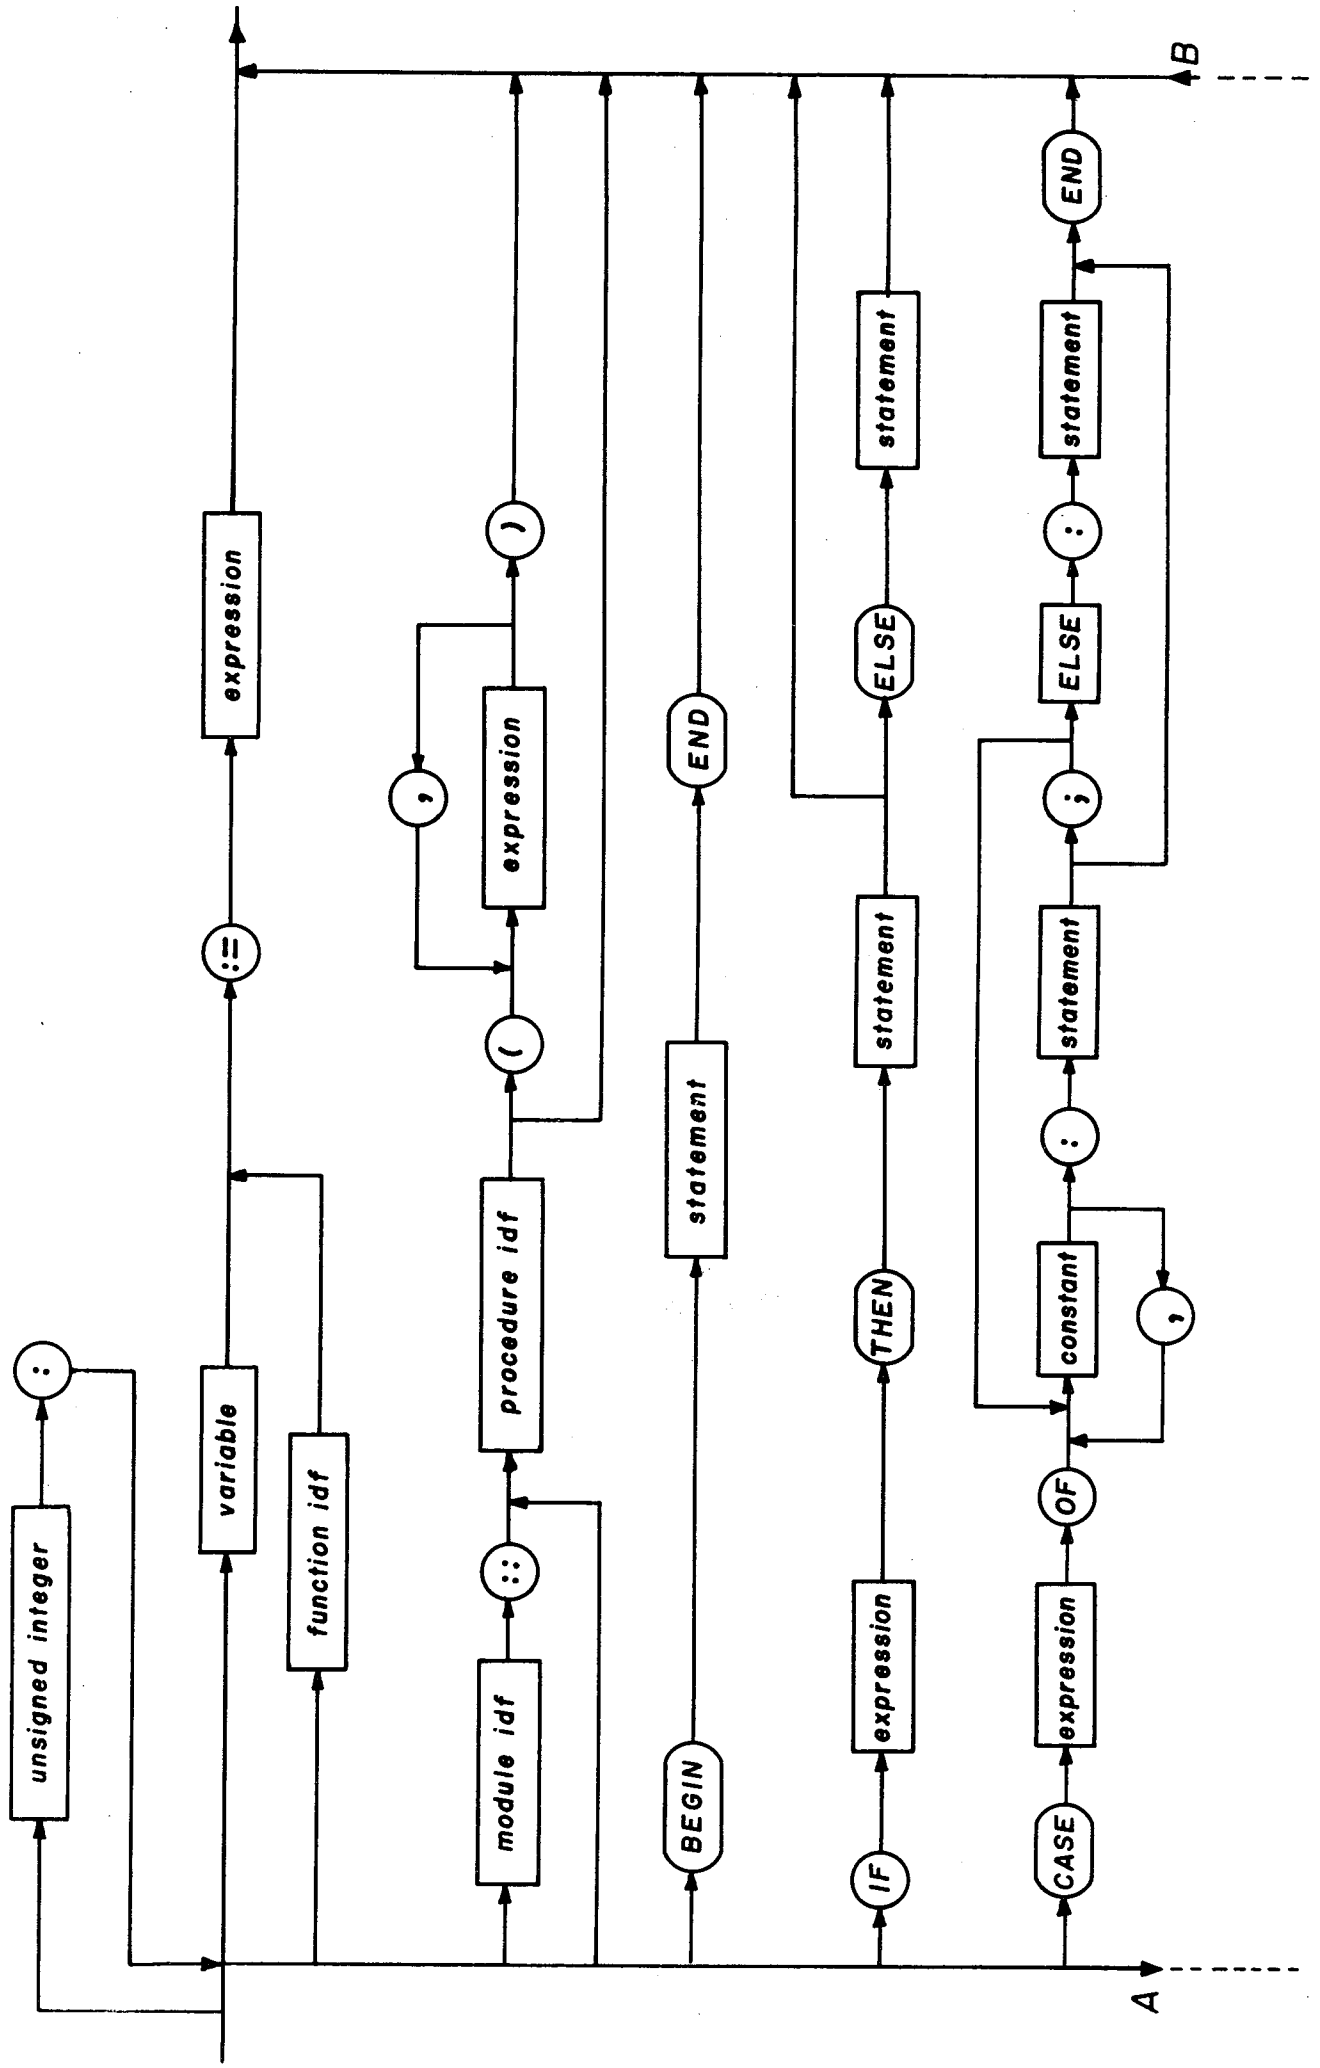 unsigned integer :
variable := expression
function idf
,
module idf :: procedure idf ( expression )
BEGIN statement END
IF expression THEN statement ELSE statement
CASE expression OF constant : statement ; ELSE : statement END
,
A B